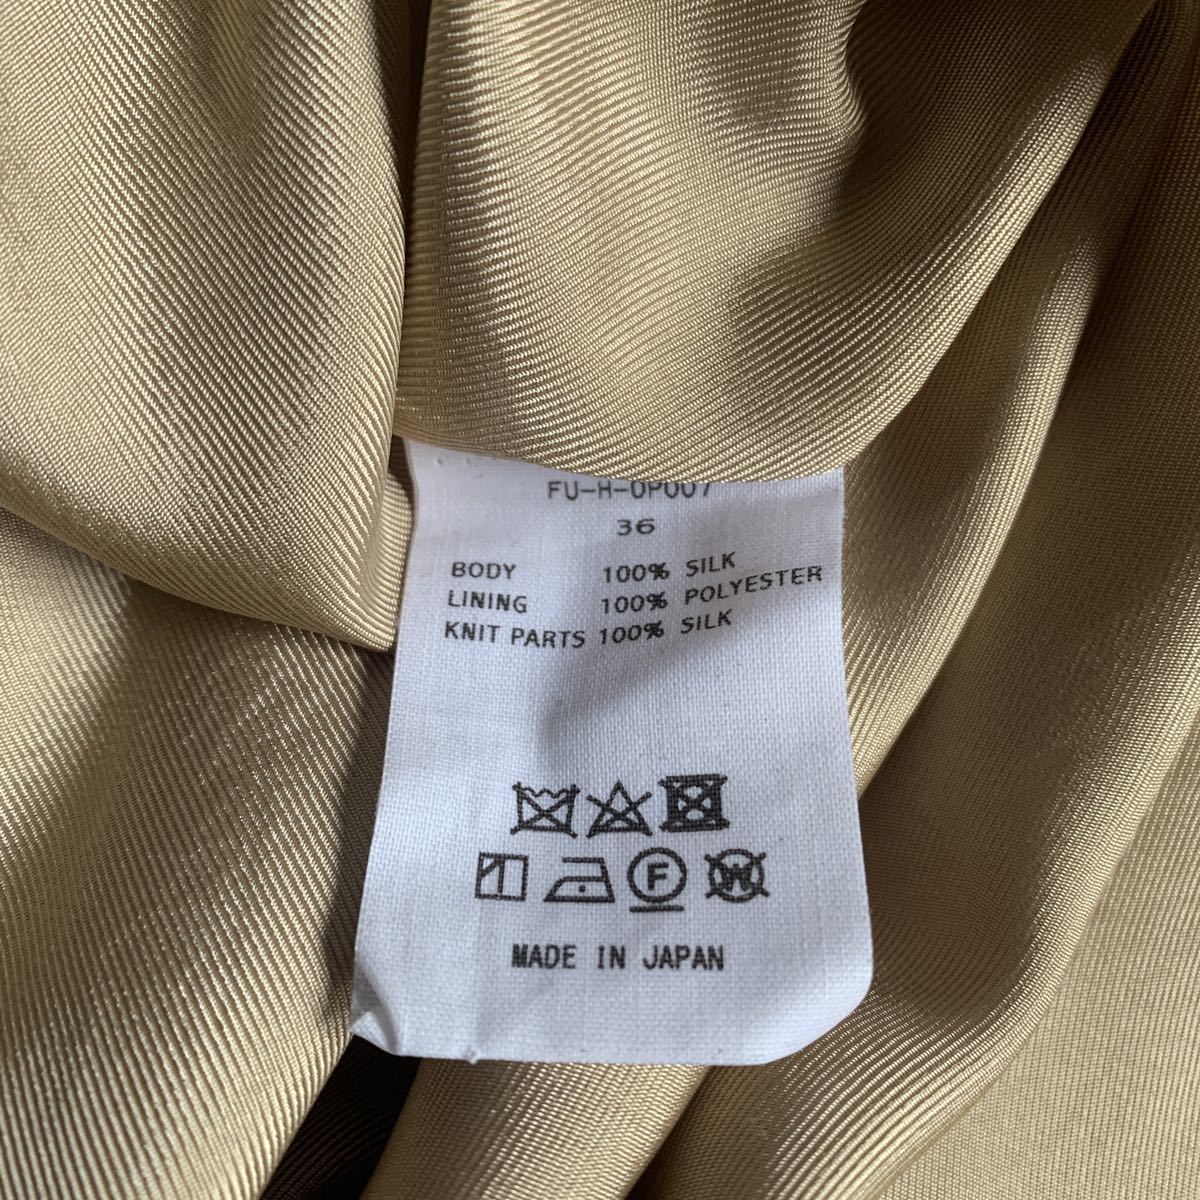 FU-H-OP007
36
BODY 100% SILK
LINING 100% POLYESTER
KNIT PARTS 100% SILK
F W
MADE IN JAPAN